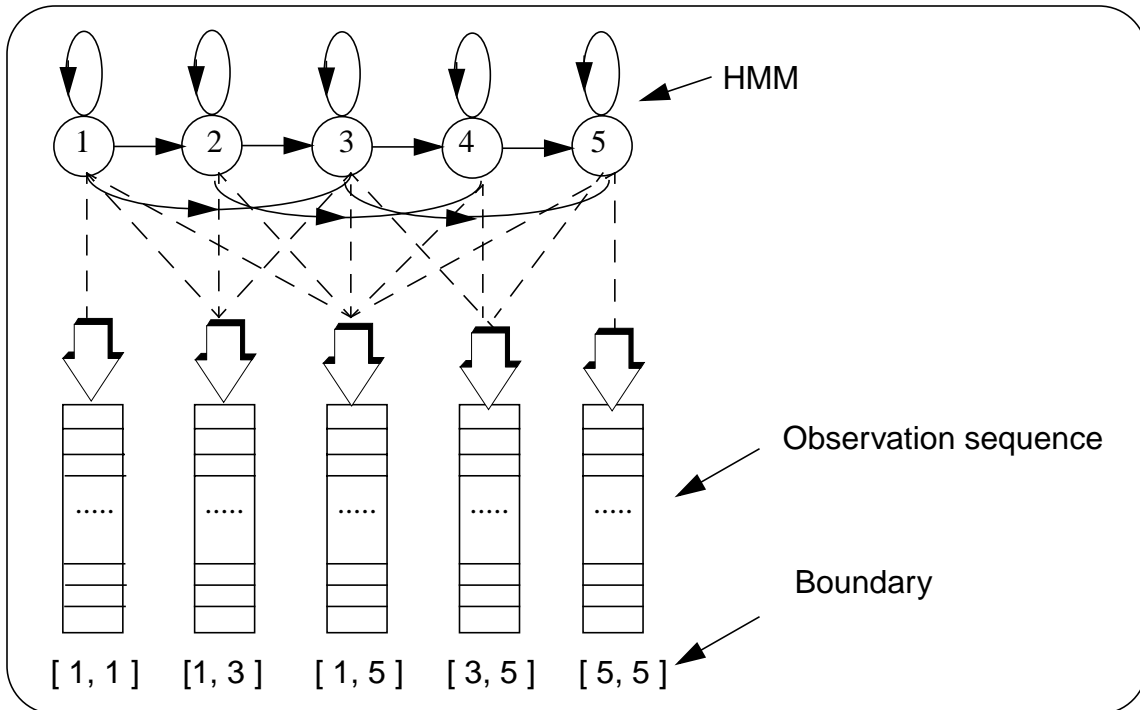 HMM
1 2 3 4 5
Observation sequence
..... ..... ..... ..... .....
Boundary
[ 1, 1 ] [1, 3 ] [ 1, 5 ] [ 3, 5 ] [ 5, 5 ]